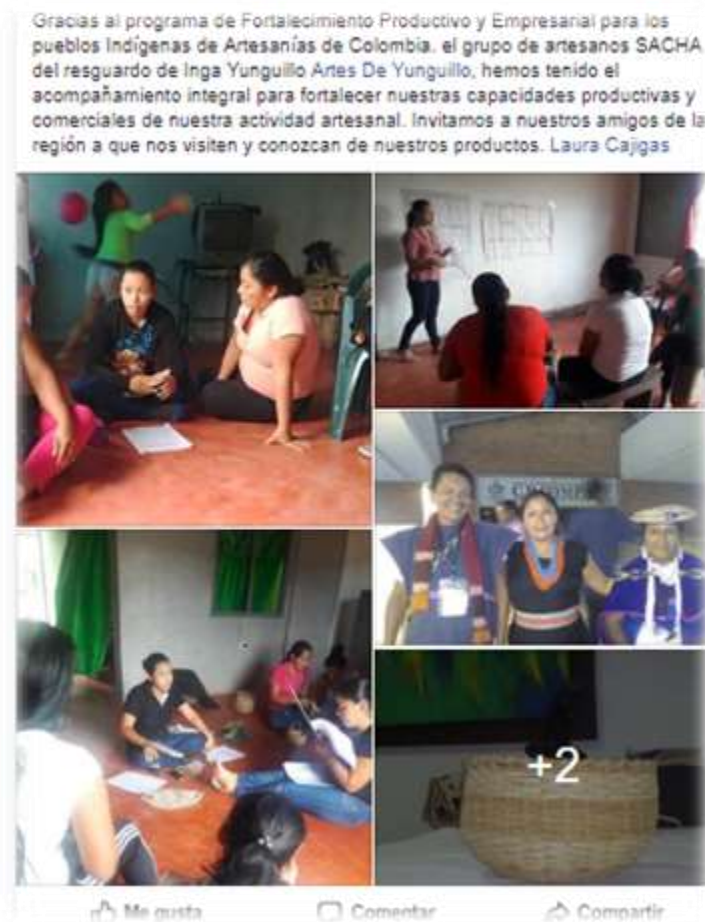 Gracias al programa de Fortalecimiento Productivo y Empresarial para los
pueblos Indígenas de Artesanías de Colombia. el grupo de artesanos SACHA
del resguardo de Inga Yunguillo Artes De Yunguillo, hemos tenido el
acompañamiento integral para fortalecer nuestras capacidades productivas y
comerciales de nuestra actividad artesanal. Invitamos a nuestros amigos de la
región a que nos visiten y conozcan de nuestros productos. Laura Cajigas
+2
Me gusta Comentar Compartir